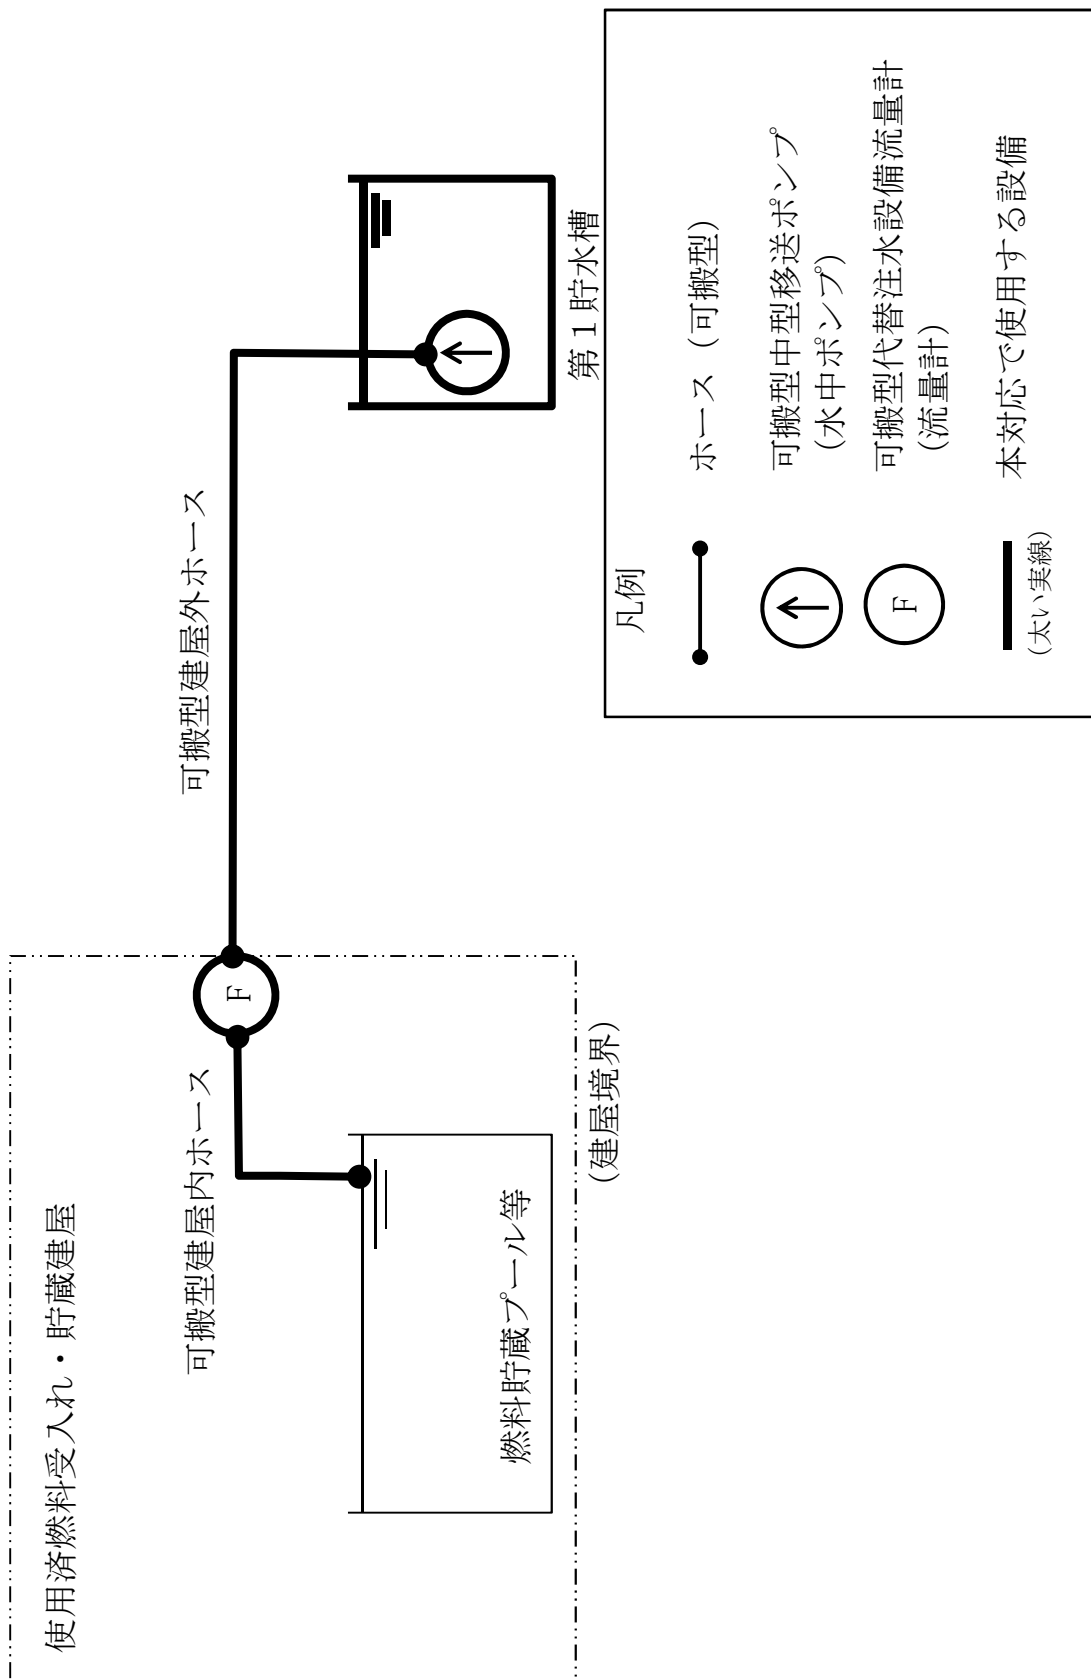 使用済燃料受入れ・貯蔵建屋
可搬型建屋内ホース
可搬型建屋外ホース
F
燃料貯蔵プール等
(建屋境界)
第1貯水槽
凡例
ホース (可搬型)
可搬型中型移送ポンプ
(水中ポンプ)
F
可搬型代替注水設備流量計
(流量計)
(太い実線)
本対応で使用する設備